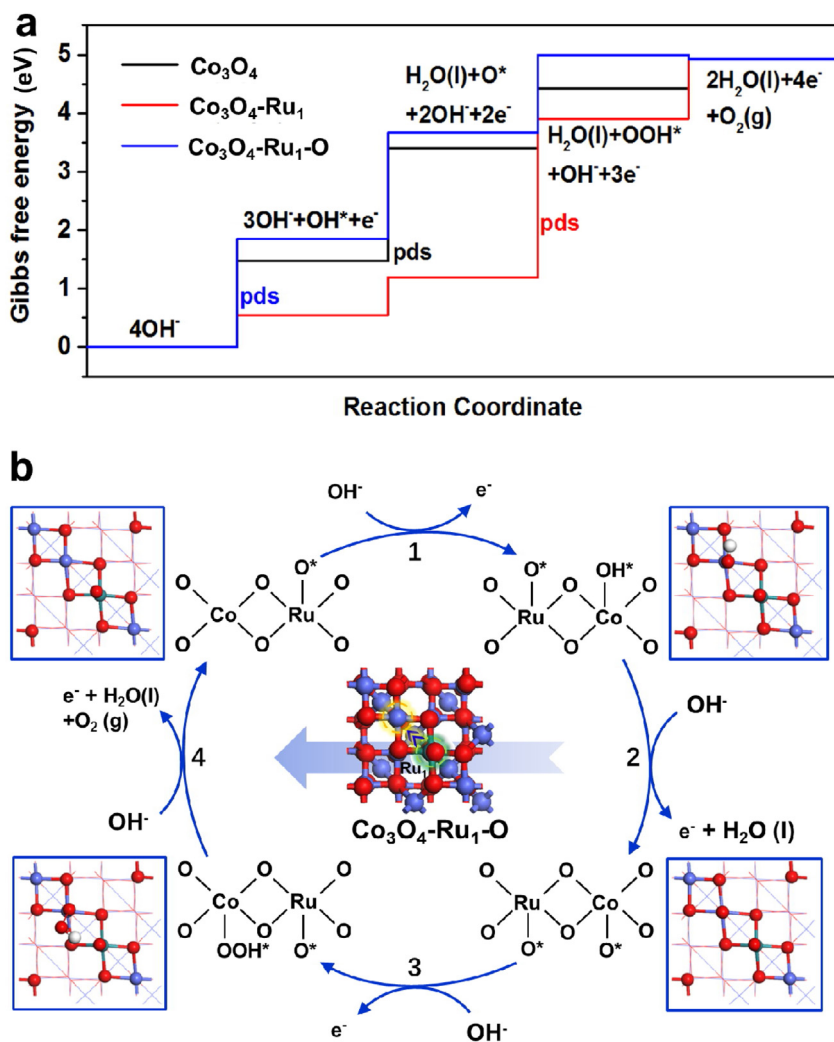 a
Gibbs free energy (eV)
5
4
3
2
1
0
Co₃O₄
Co₃O₄-Ru₁
Co₃O₄-Ru₁-O
4OH⁻
pds
3OH⁻+OH*+e⁻
pds
H₂O(l)+O*
+2OH⁻+2e⁻
H₂O(l)+OOH*
+OH⁻+3e⁻
pds
2H₂O(l)+4e⁻
+O₂(g)
Reaction Coordinate
b
OH⁻
e⁻
1
O
O
O*
O
Co
Ru
O
O
O
O
O*
O
OH*
O
Ru
Co
O
O
O
e⁻ + H₂O(l)
+O₂ (g)
4
OH⁻
Ru₁
Co₃O₄-Ru₁-O
OH⁻
2
e⁻ + H₂O (l)
O
O
O
Co
Ru
O
O
O
OOH*
O*
O
O
O
Ru
Co
O
O
O
O*
O*
3
e⁻
OH⁻